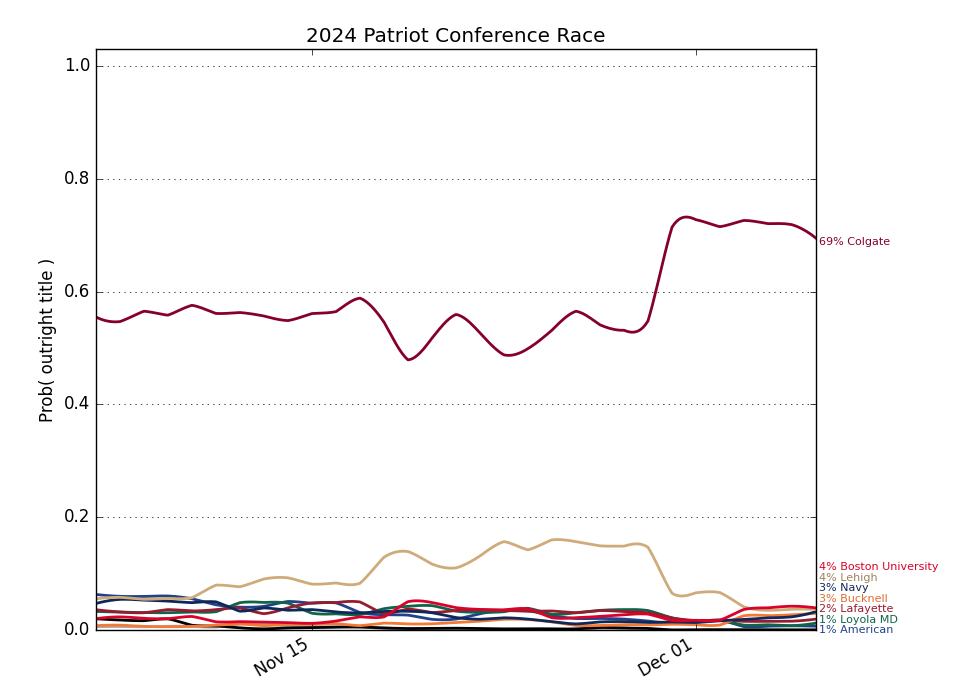 2024 Patriot Conference Race
Prob( outright title )
1.0
0.8
0.6
0.4
0.2
0.0
Nov 15
Dec 01
69% Colgate
4% Boston University
4% Lehigh
3% Navy
3% Bucknell
2% Lafayette
1% Loyola MD
1% American